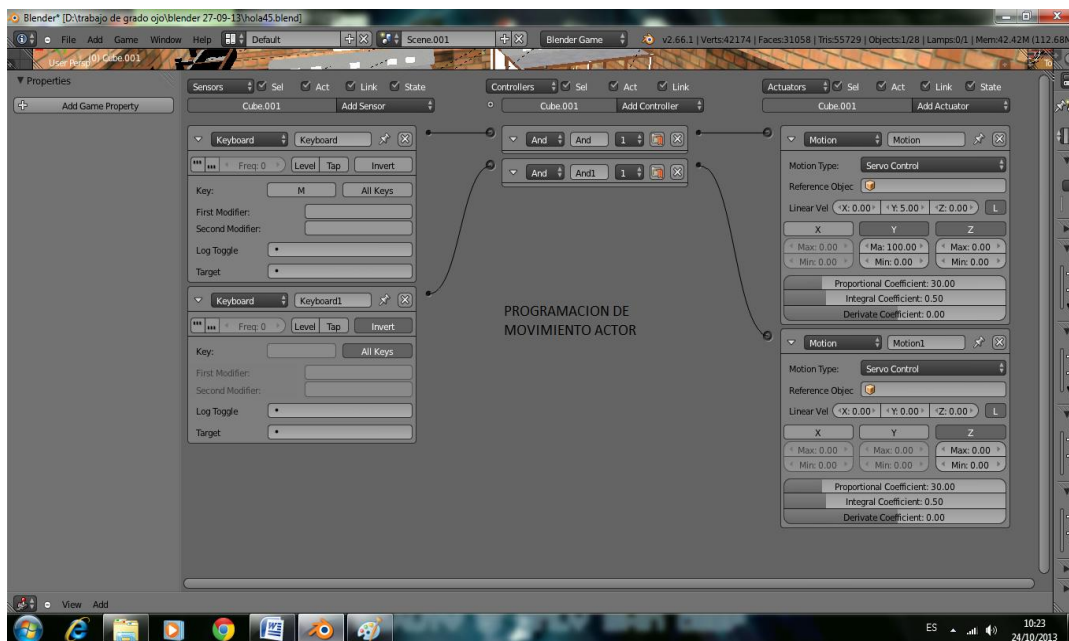 Blender* [D:\trabajo de grado ojo\blender 27-09-13\hola45.blend]
File Add Game Window Help Default Scene.001 Blender Game v2.66.1 | Verts:42174 | Faces:31058 | Tris:55729 | Objects:1/28 | Lamps:0/1 | Mem:42.42M (112.68M
User Persp (0) Cube.001
Properties
Add Game Property
Sensors Sel Act Link State
Cube.001 Add Sensor
Keyboard Keyboard
Freq: 0 Level Tap Invert
Key: M All Keys
First Modifier:
Second Modifier:
Log Toggle
Target
Keyboard Keyboard1
Freq: 0 Level Tap Invert
Key: All Keys
First Modifier:
Second Modifier:
Log Toggle
Target
Controllers Sel Act Link
Cube.001 Add Controller
And And 1
And And1 1
PROGRAMACION DE
MOVIMIENTO ACTOR
Actuators Sel Act Link State
Cube.001 Add Actuator
Motion Motion
Motion Type: Servo Control
Reference Objec
Linear Vel X: 0.00 Y: 5.00 Z: 0.00 L
X Y Z
Max: 0.00 Ma: 100.00 Max: 0.00
Min: 0.00 Min: 0.00 Min: 0.00
Proportional Coefficient: 30.00
Integral Coefficient: 0.50
Derivate Coefficient: 0.00
Motion Motion1
Motion Type: Servo Control
Reference Objec
Linear Vel X: 0.00 Y: 0.00 Z: 0.00 L
X Y Z
Max: 0.00 Max: 0.00 Max: 0.00
Min: 0.00 Min: 0.00 Min: 0.00
Proportional Coefficient: 30.00
Integral Coefficient: 0.50
Derivate Coefficient: 0.00
View Add
ES 10:23
24/10/2013